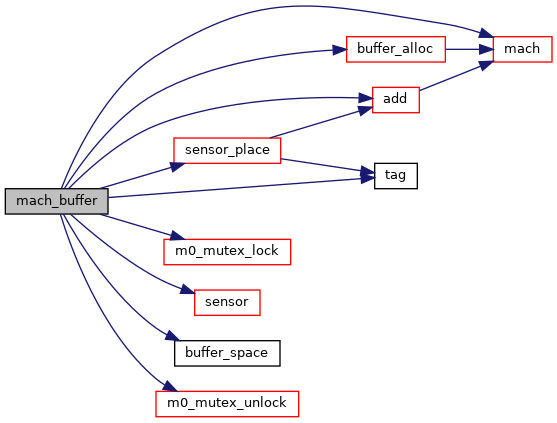 buffer_alloc
mach
add
sensor_place
tag
mach_buffer
m0_mutex_lock
sensor
buffer_space
m0_mutex_unlock